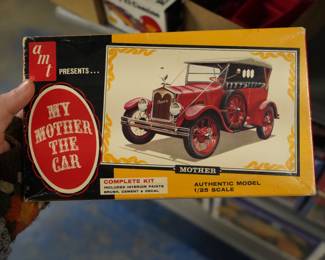 amt
PRESENTS...
MY
MOTHER
THE
CAR
MOTHER
COMPLETE KIT
INCLUDES INTERIOR PAINTS
BRUSH, CEMENT & DECAL
AUTHENTIC MODEL
1/25 SCALE